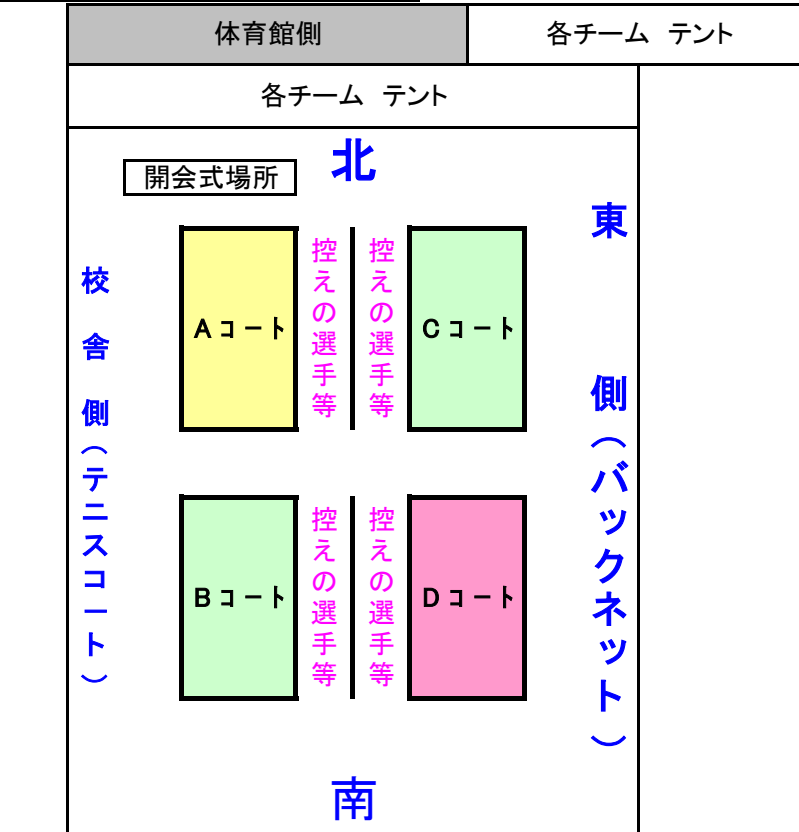 体育館側
各チーム　テント
各チーム　テント
北
開会式場所
東　側（バックネット）
校　舎　側（テニスコート）
Aコート
控えの選手等
控えの選手等
Cコート
Bコート
控えの選手等
控えの選手等
Dコート
南